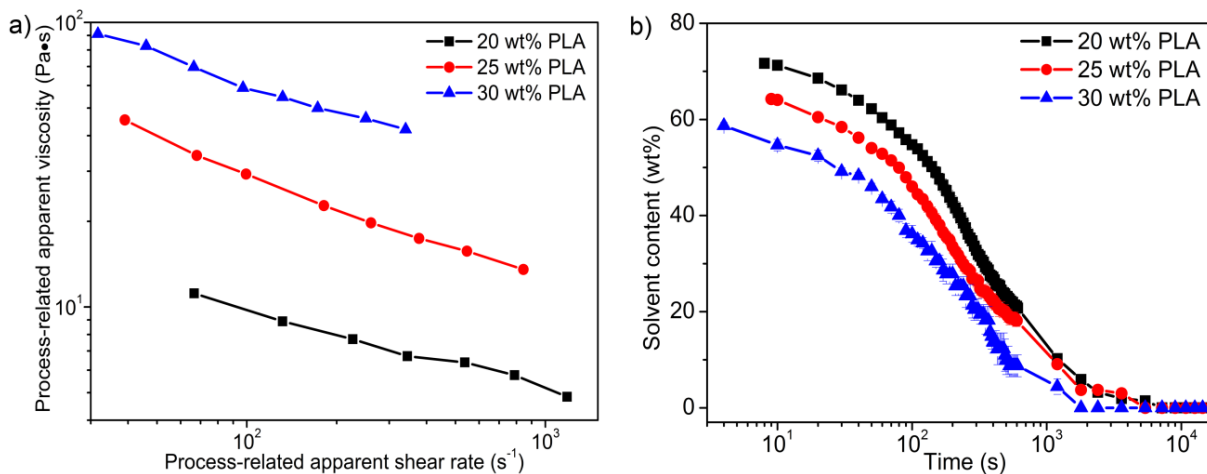 a)
Process-related apparent viscosity (Pa•s)
10²
10¹
20 wt% PLA
25 wt% PLA
30 wt% PLA
10² 10³
Process-related apparent shear rate (s⁻¹)
b)
Solvent content (wt%)
80
60
40
20
0
20 wt% PLA
25 wt% PLA
30 wt% PLA
10¹ 10² 10³ 10⁴
Time (s)